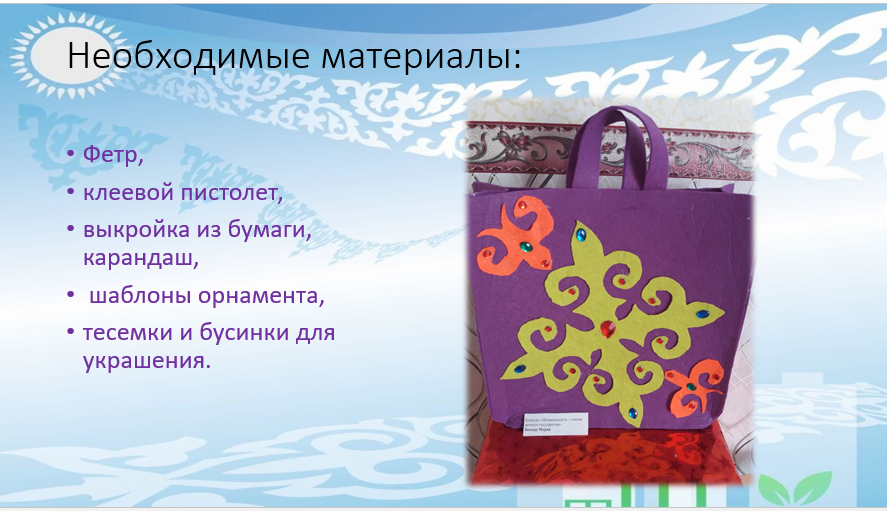 Необходимые материалы:
• Фетр,
• клеевой пистолет,
• выкройка из бумаги,
карандаш,
• шаблоны орнамента,
• тесемки и бусинки для
украшения.